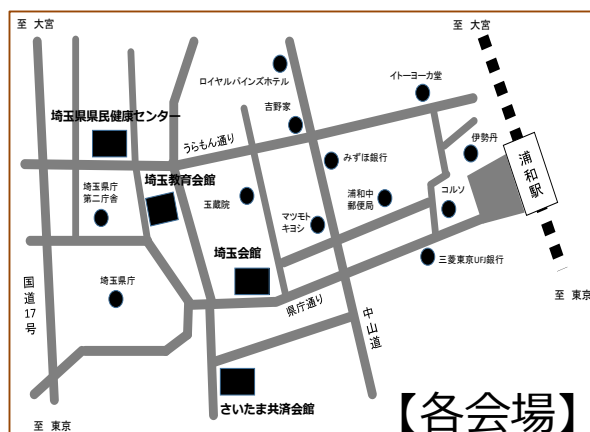 至 大宮
至 大宮
ロイヤルパインズホテル
イトーヨーカ堂
吉野家
埼玉県県民健康センター
伊勢丹
うらもん通り
みずほ銀行
浦和駅
埼玉教育会館
埼玉県庁
第二庁舎
玉蔵院
浦和中
郵便局
コルソ
マツモト
キヨシ
埼玉会館
三菱東京UFJ銀行
埼玉県庁
国道17号
県庁通り
至 東京
中山道
さいたま共済会館
【各会場】
至 東京